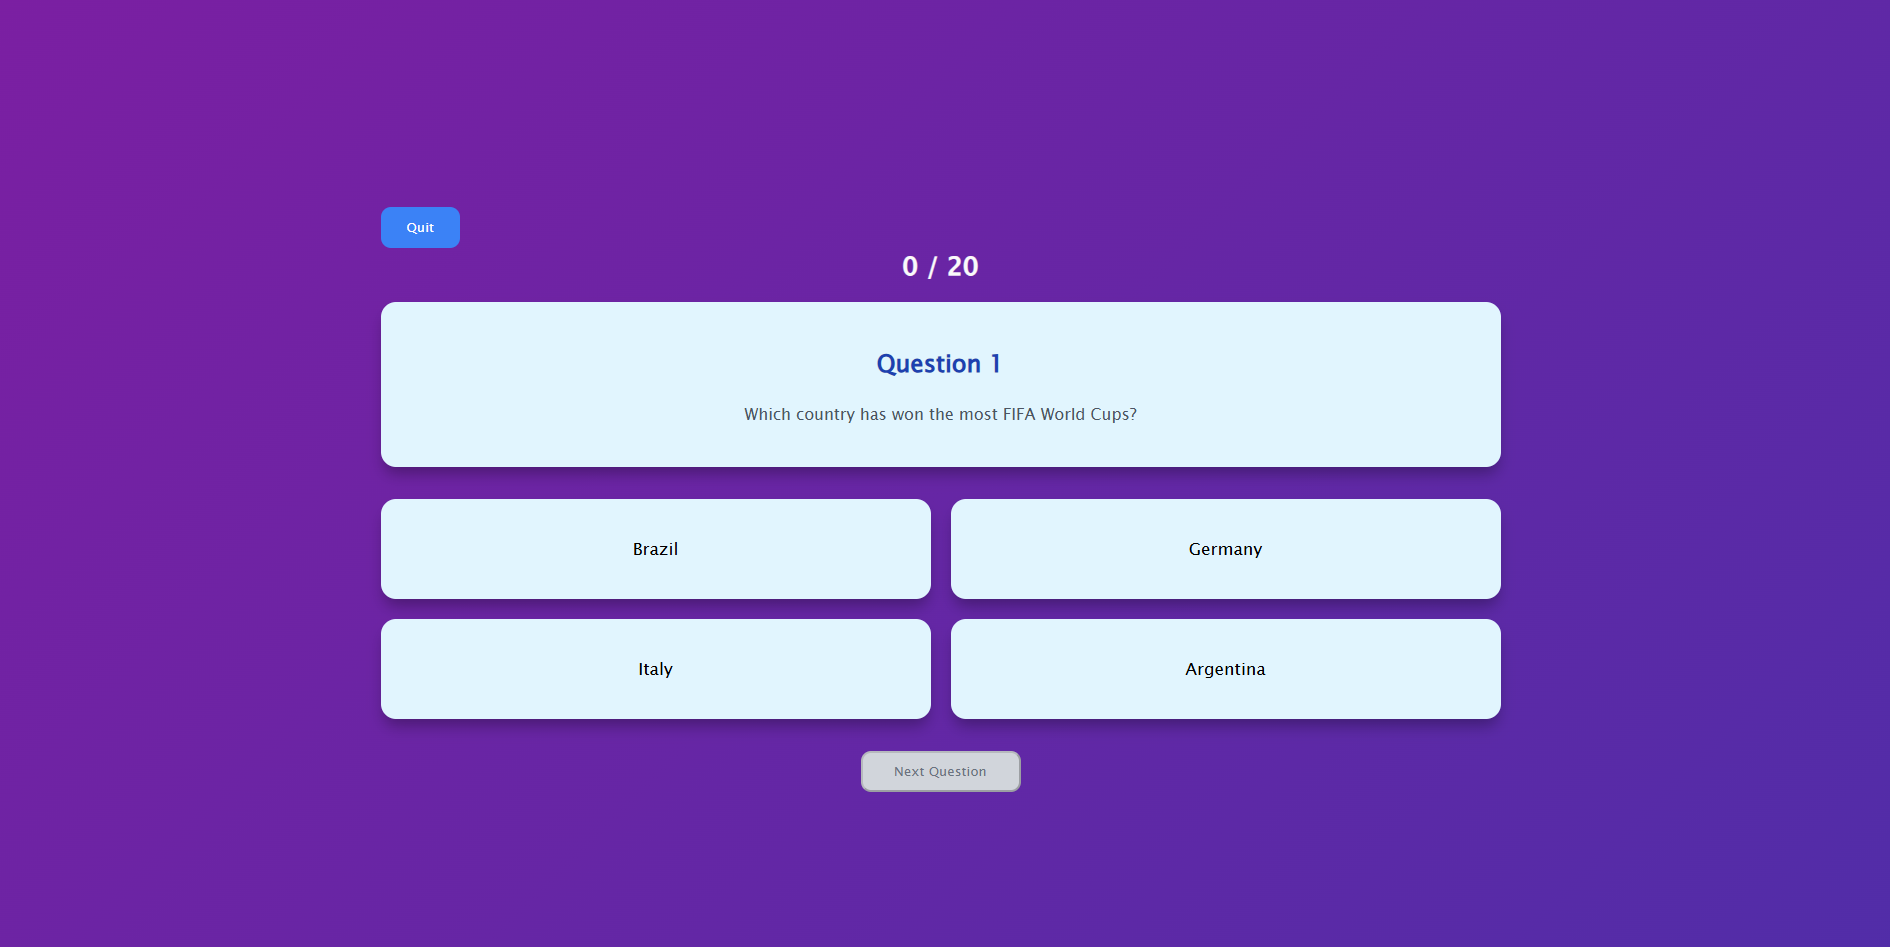 Quit
0 / 20
Question 1
Which country has won the most FIFA World Cups?
Brazil
Germany
Italy
Argentina
Next Question